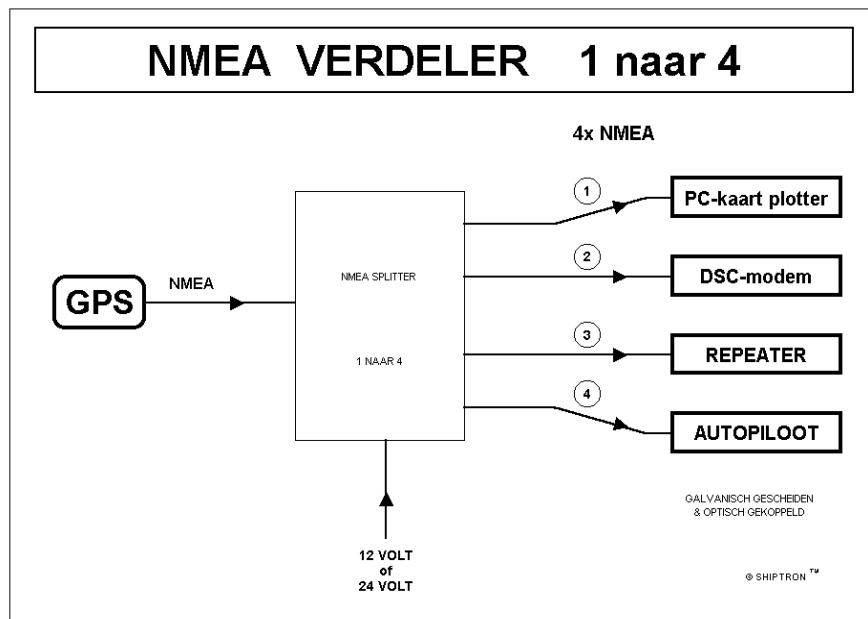 NMEA VERDELER 1 naar 4
4x NMEA
1
PC-kaart plotter
2
NMEA SPLITTER
DSC-modem
GPS
NMEA
3
1 NAAR 4
REPEATER
4
AUTOPILOOT
GALVANISCH GESCHEIDEN
& OPTISCH GEKOPPELD
12 VOLT
of
24 VOLT
© SHIPTRON ™